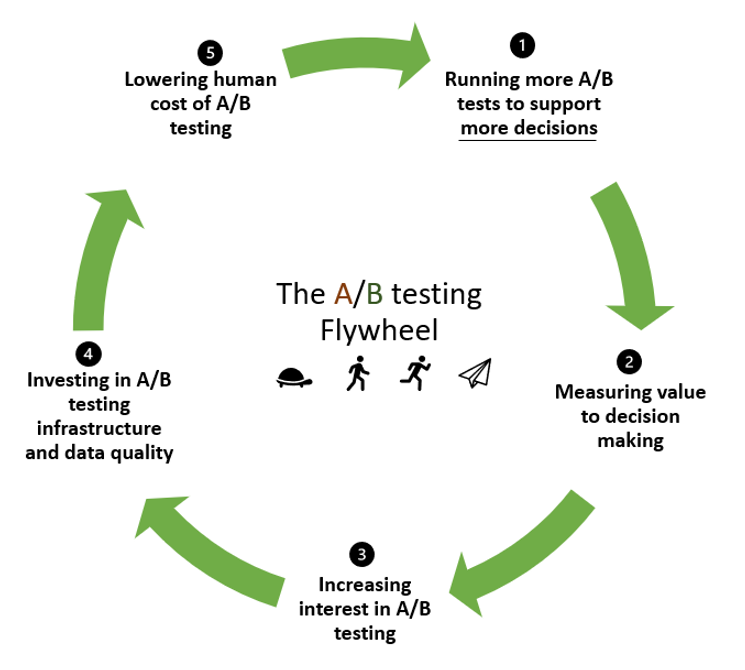 The A/B testing
Flywheel
1
Running more A/B
tests to support
more decisions
2
Measuring value
to decision
making
3
Increasing
interest in A/B
testing
4
Investing in A/B
testing
infrastructure
and data quality
5
Lowering human
cost of A/B
testing